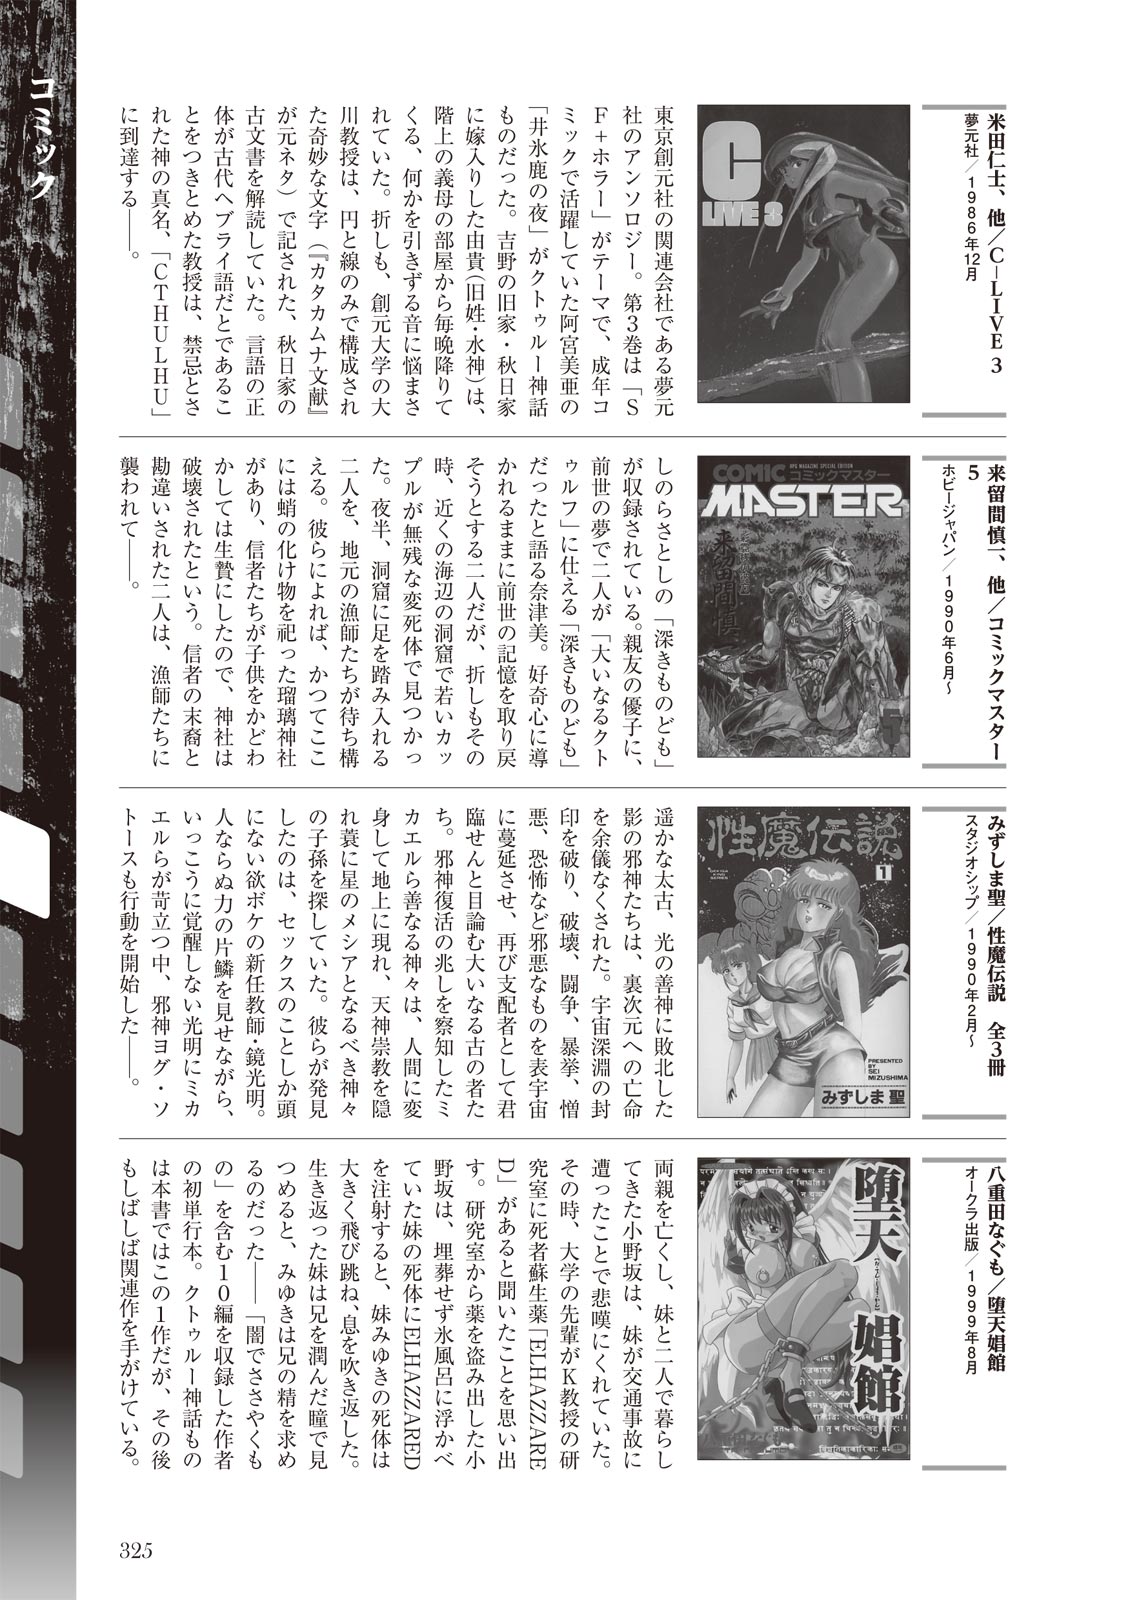 コミック
米田仁士、他／C−LIVE 3
夢元社／1986年12月
C
LIVE 3
東京創元社の関連会社である夢元
社のアンソロジー。第3巻は「S
F+ホラー」がテーマで、成年コ
ミックで活躍していた阿宮美亜の
「井氷鹿の夜」がクトゥルー神話
ものだった。吉野の旧家・秋日家
に嫁入りした由貴(旧姓・水神)は、
階上の義母の部屋から毎晩降りて
くる、何かを引きずる音に悩まさ
れていた。折しも、創元大学の大
川教授は、円と線のみで構成され
た奇妙な文字(『カタカムナ文献』
が元ネタ)で記された、秋日家の
古文書を解読していた。言語の正
体が古代ヘブライ語だとであるこ
とをつきとめた教授は、禁忌とさ
れた神の真名、「CTHULHU」
に到達する――。
来留間慎一、他／コミックマスター
5
ホビージャパン／1990年6月〜
RPG MAGAZINE SPECIAL EDITION
COMIC コミックマスター
MASTER
来留間慎一
5
しのらさとしの「深きものども」
が収録されている。親友の優子に、
前世の夢で二人が「大いなるクト
ゥルフ」に仕える「深きものども」
だったと語る奈津美。好奇心に導
かれるままに前世の記憶を取り戻
そうとする二人だが、折しもその
時、近くの海辺の洞窟で若いカッ
プルが無残な変死体で見つかっ
た。夜半、洞窟に足を踏み入れる
二人を、地元の漁師たちが待ち構
える。彼らによれば、かつてここ
には蛸の化け物を祀った瑠璃神社
があり、信者たちが子供をかどわ
かしては生贄にしたので、神社は
破壊されたという。信者の末裔と
勘違いされた二人は、漁師たちに
襲われて――。
みずしま聖／性魔伝説 全3冊
スタジオシップ／1990年2月〜
性魔伝説
1
PRESENTED
BY
SEI
MIZUSHIMA
みずしま聖
遥かな太古、光の善神に敗北した
影の邪神たちは、裏次元への亡命
を余儀なくされた。宇宙深淵の封
印を破り、破壊、闘争、暴挙、憎
悪、恐怖など邪悪なものを表宇宙
に蔓延させ、再び支配者として君
臨せんと目論む大いなる古の者た
ち。邪神復活の兆しを察知したミ
カエルら善なる神々は、人間に変
身して地上に現れ、天神崇教を隠
れ蓑に星のメシアとなるべき神々
の子孫を探していた。彼らが発見
したのは、セックスのことしか頭
にない欲ボケの新任教師・鏡光明。
人ならぬ力の片鱗を見せながら、
いっこうに覚醒しない光明にミカ
エルらが苛立つ中、邪神ヨグ・ソ
トースも行動を開始した――。
八重田なぐも／堕天娼館
オークラ出版／1999年8月
堕天娼館
両親を亡くし、妹と二人で暮らし
てきた小野坂は、妹が交通事故に
遭ったことで悲嘆にくれていた。
その時、大学の先輩がK教授の研
究室に死者蘇生薬「ELHAZZARE
D」があると聞いたことを思い出
す。研究室から薬を盗み出した小
野坂は、埋葬せず氷風呂に浮かべ
ていた妹の死体にELHAZZARED
を注射すると、妹みゆきの死体は
大きく飛び跳ね、息を吹き返した。
生き返った妹は兄を潤んだ瞳で見
つめると、みゆきは兄の精を求め
るのだった――「闇でささやくも
の」を含む10編を収録した作者
の初単行本。クトゥルー神話もの
は本書ではこの1作だが、その後
もしばしば関連作を手がけている。
325